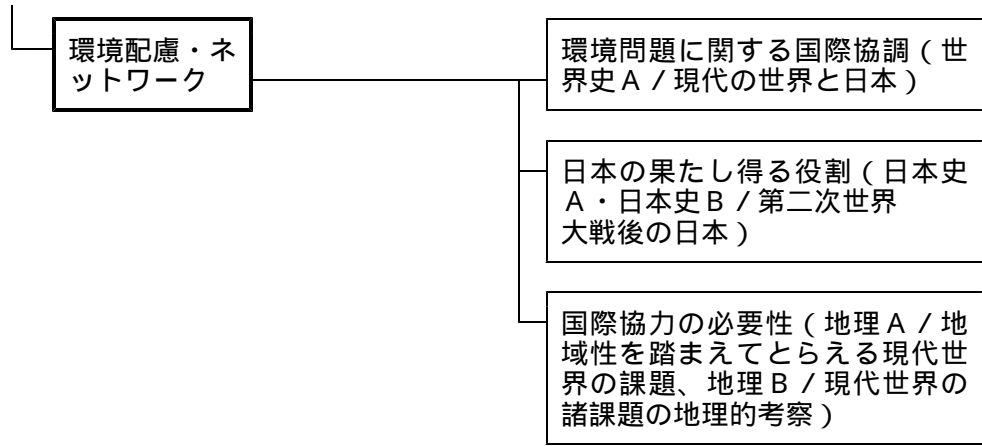 環境配慮・ネ
ットワーク
環境問題に関する国際協調（世
界史Ａ／現代の世界と日本）
日本の果たし得る役割（日本史
Ａ・日本史Ｂ／第二次世界
大戦後の日本）
国際協力の必要性（地理Ａ／地
域性を踏まえてとらえる現代世
界の課題、地理Ｂ／現代世界の
諸課題の地理的考察）